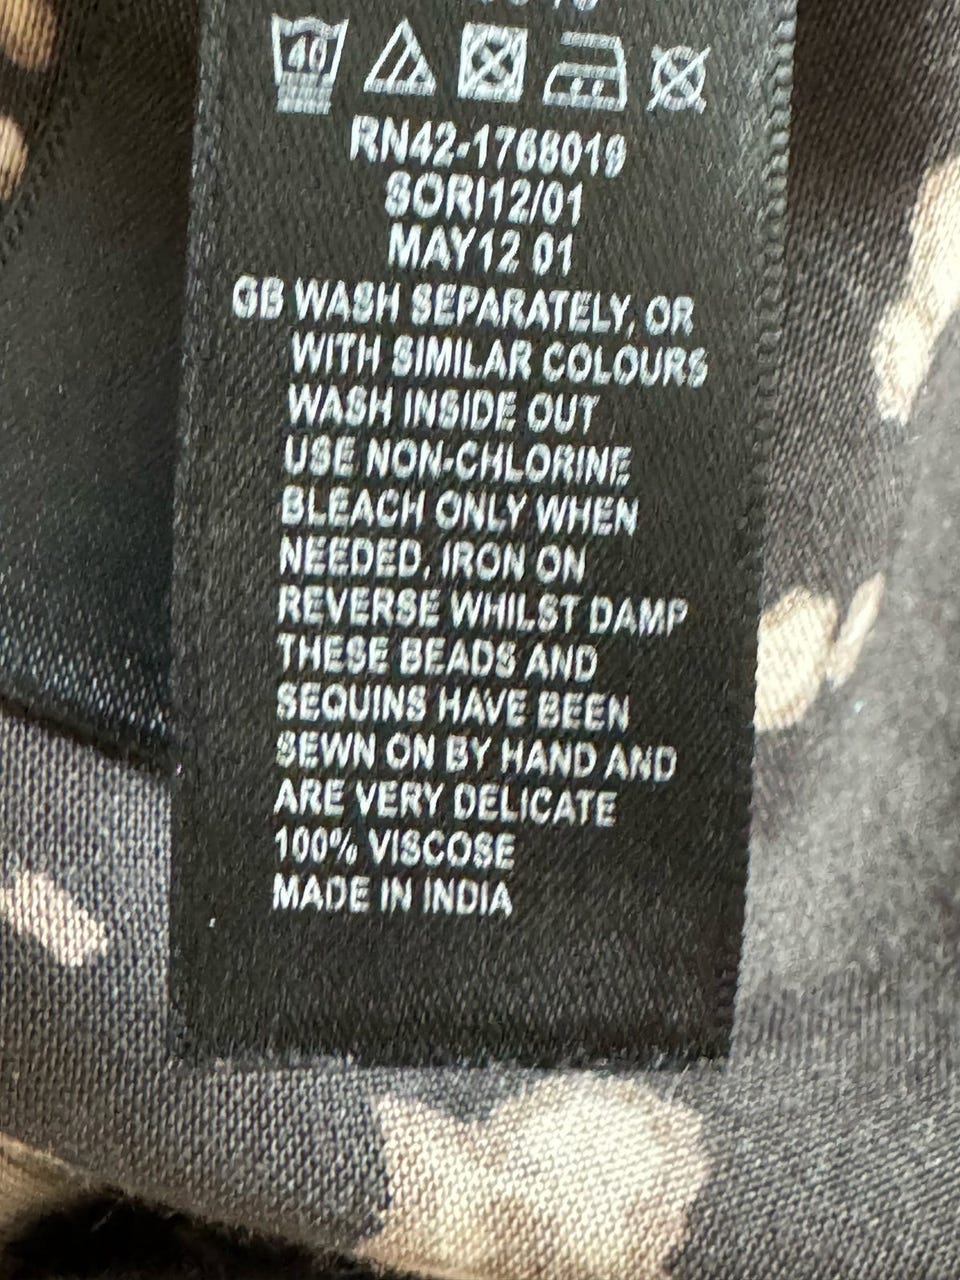 40
RN42-1768019
SORI12/01
MAY12 01
GB WASH SEPARATELY, OR
WITH SIMILAR COLOURS
WASH INSIDE OUT
USE NON-CHLORINE
BLEACH ONLY WHEN
NEEDED. IRON ON
REVERSE WHILST DAMP
THESE BEADS AND
SEQUINS HAVE BEEN
SEWN ON BY HAND AND
ARE VERY DELICATE
100% VISCOSE
MADE IN INDIA